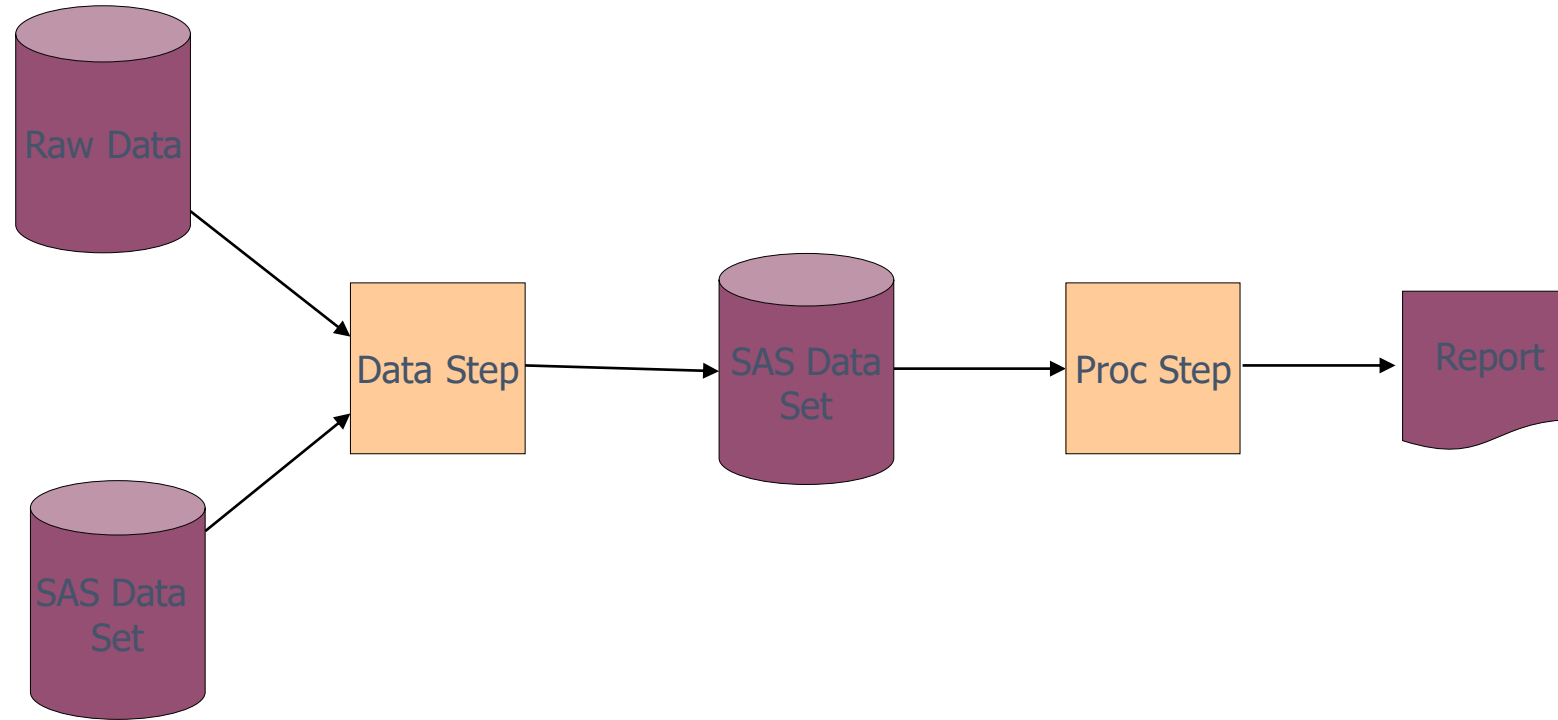 Raw Data
SAS Data
Set
Data Step
SAS Data
Set
Proc Step
Report